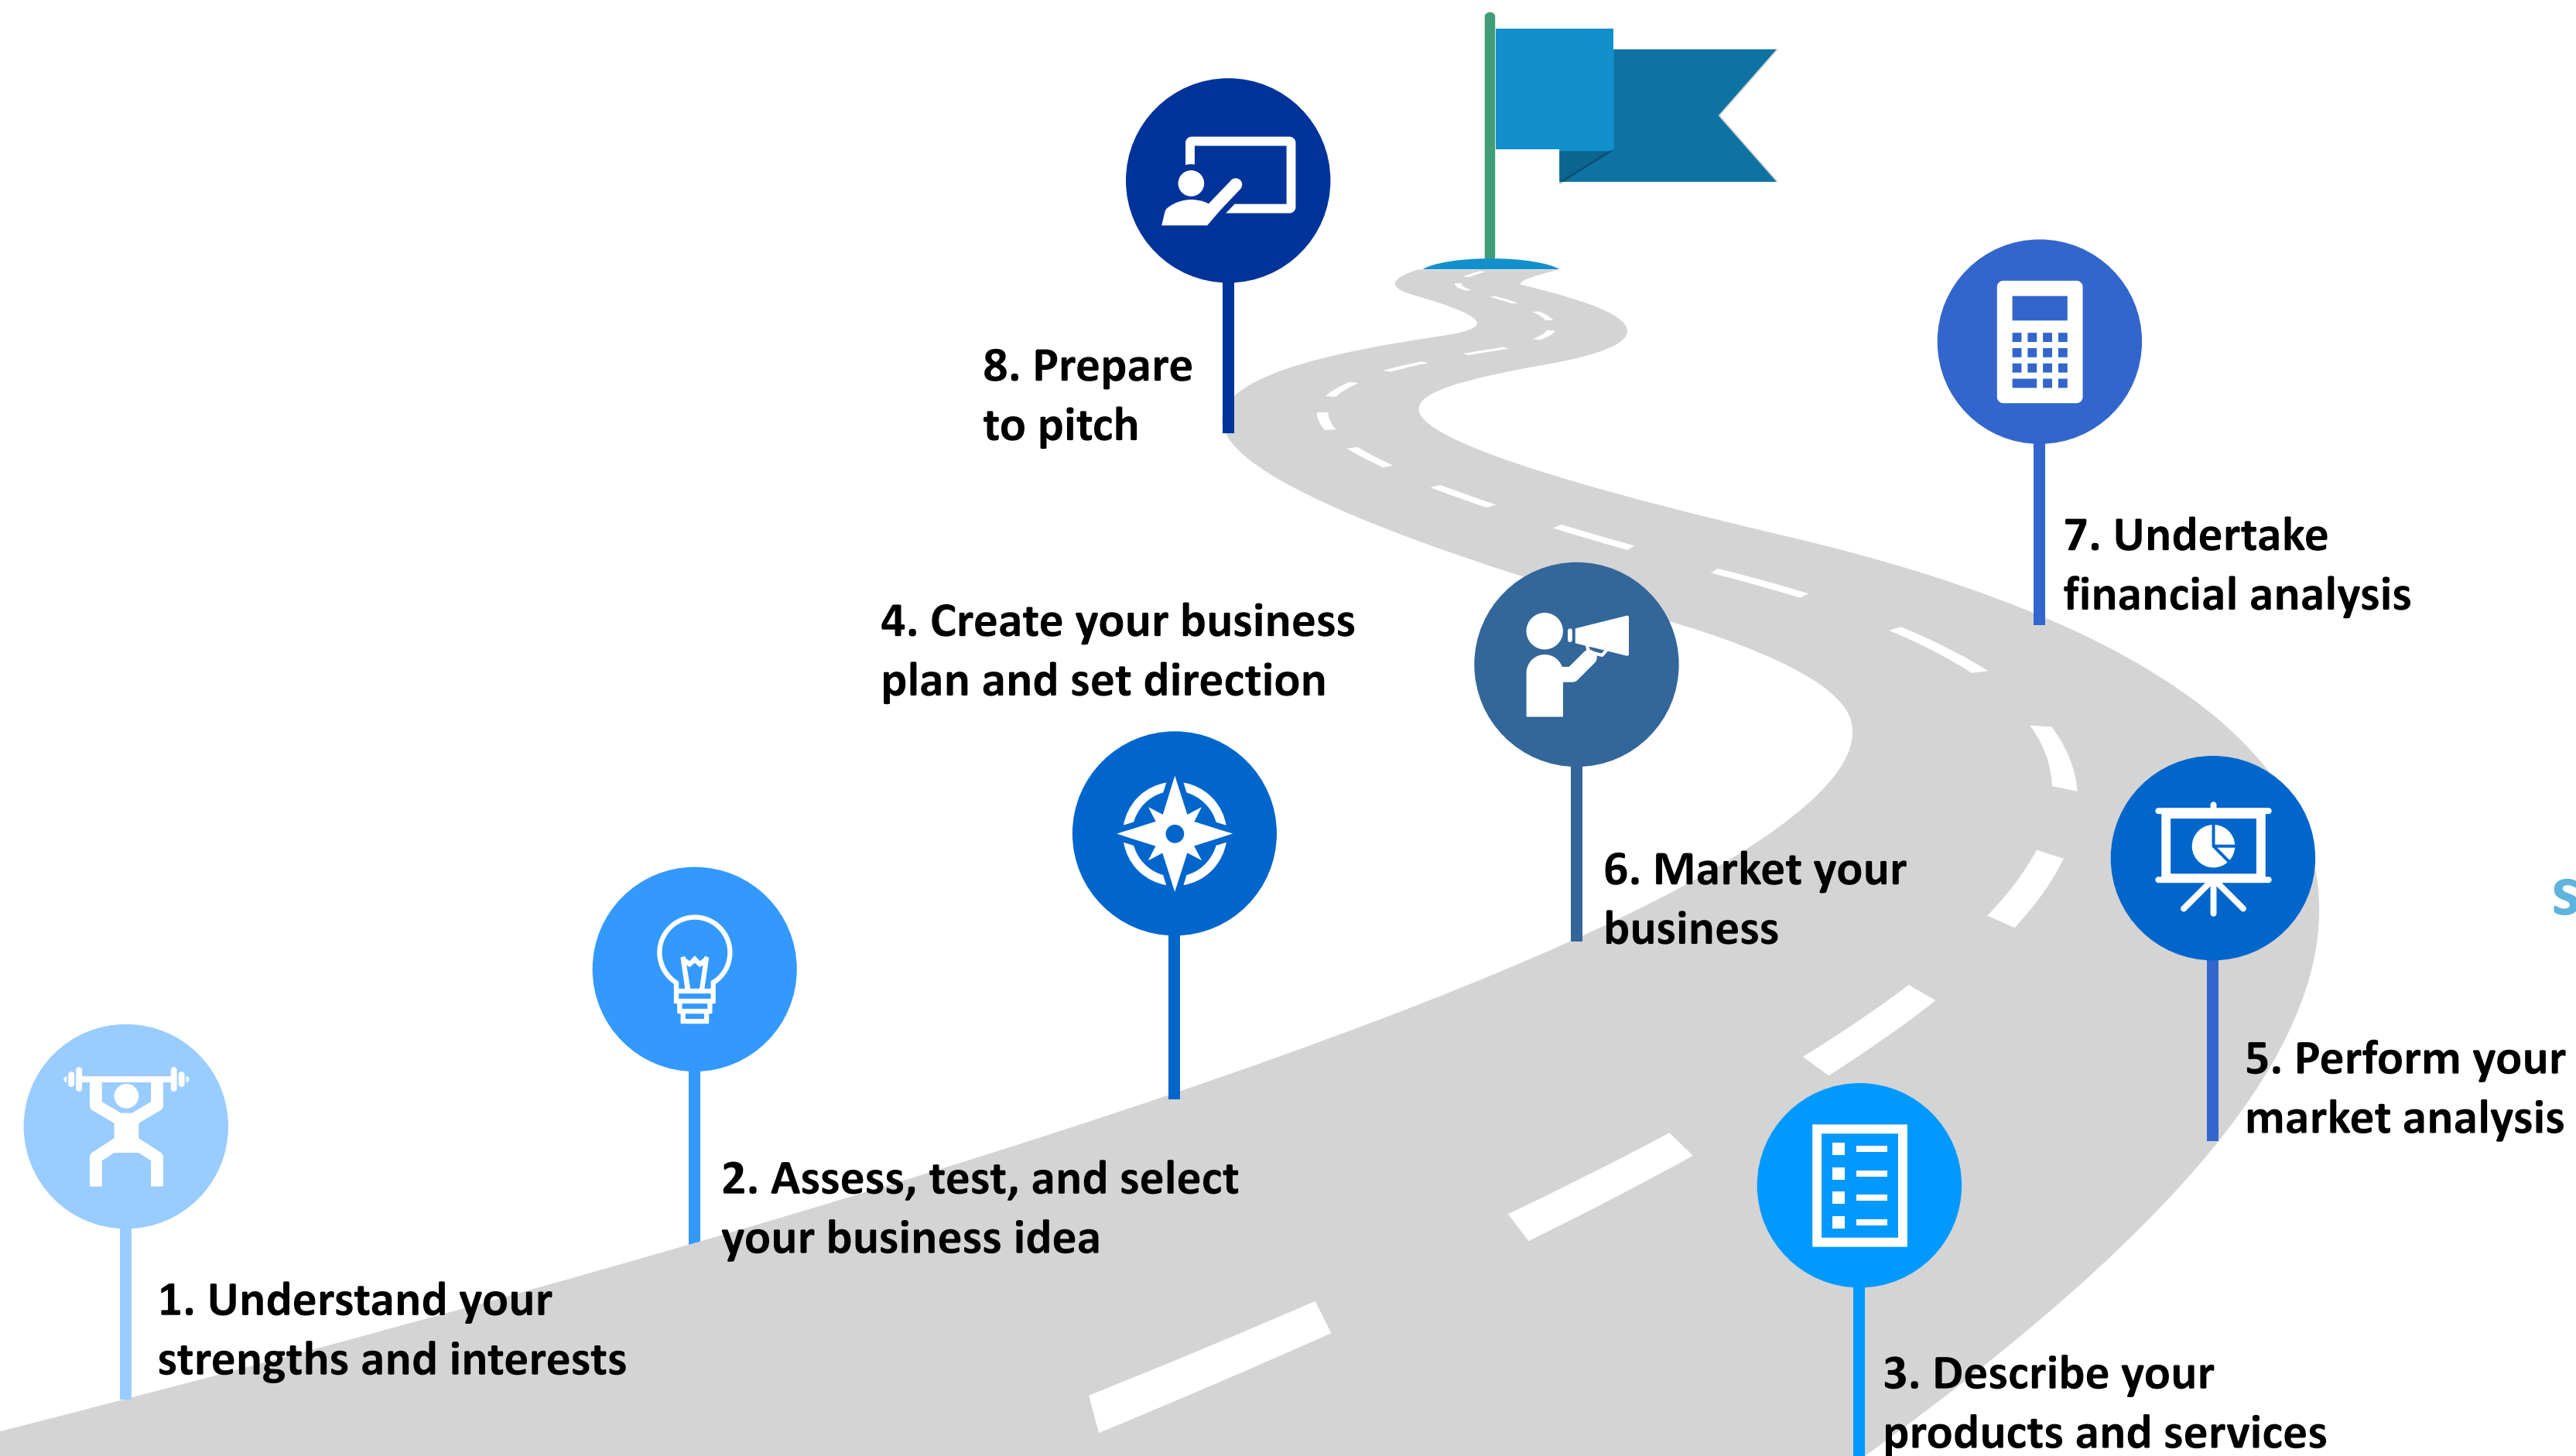 1. Understand your
strengths and interests
2. Assess, test, and select
your business idea
3. Describe your
products and services
4. Create your business
plan and set direction
5. Perform your
market analysis
6. Market your
business
7. Undertake
financial analysis
8. Prepare
to pitch